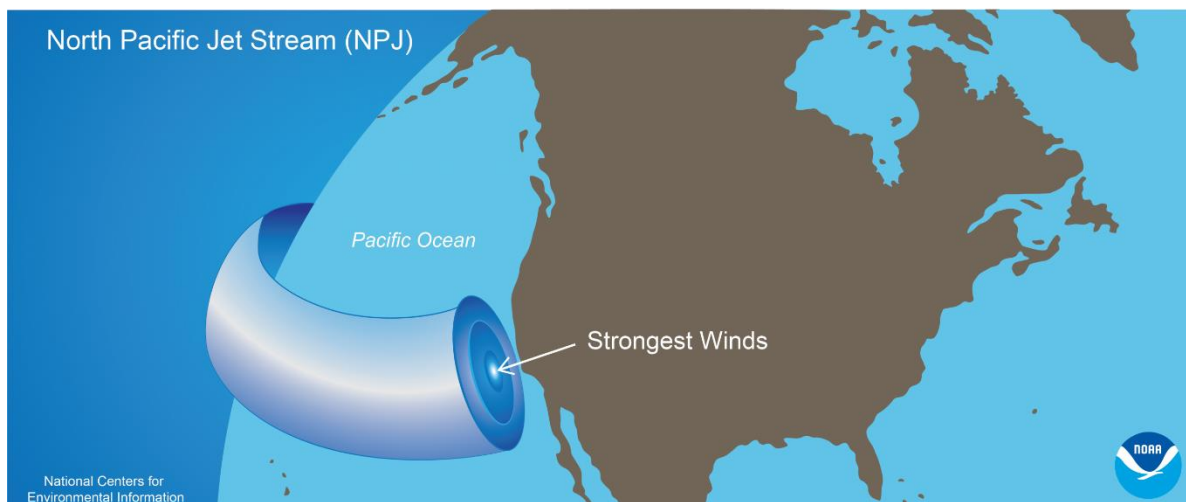 North Pacific Jet Stream (NPJ)
Pacific Ocean
Strongest Winds
National Centers for
Environmental Information
NOAA